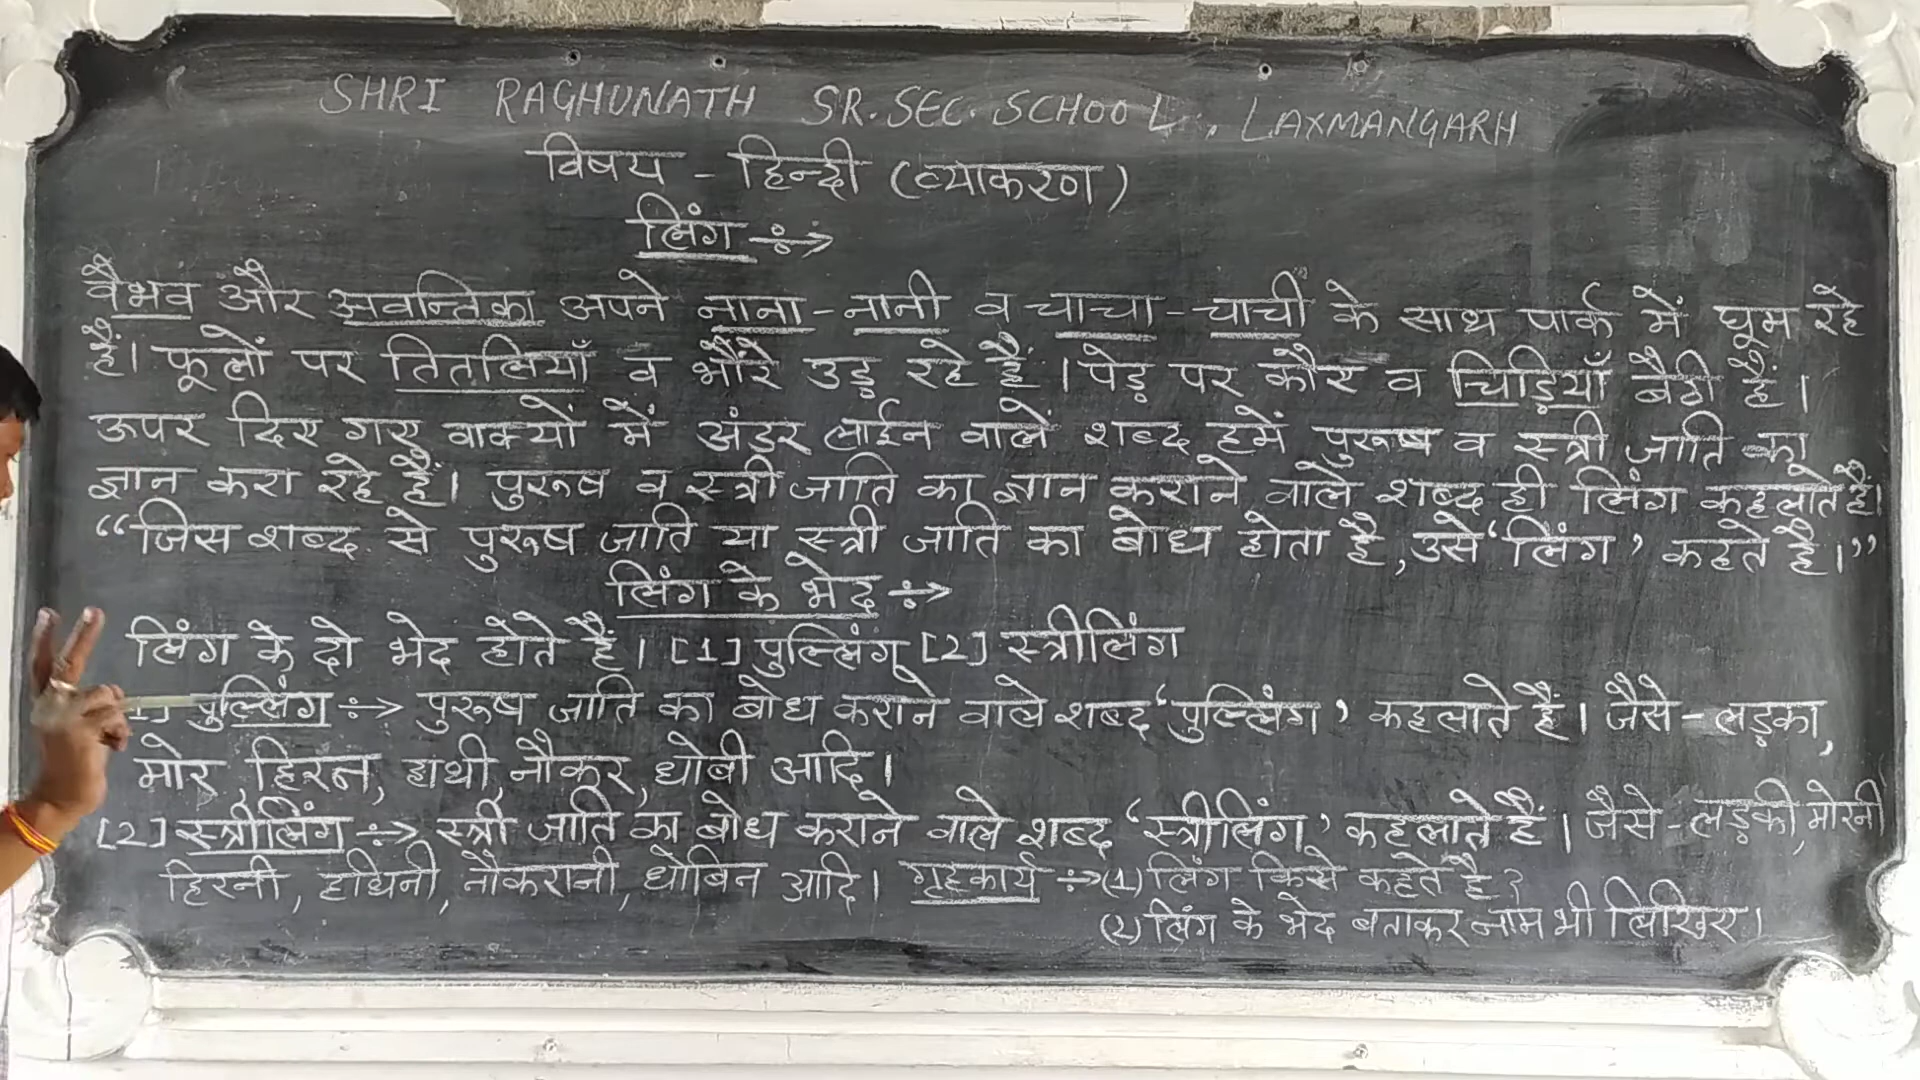 SHRI RAGHUNATH SR. SEC. SCHOOL, LAXMANGARH
विषय - हिन्दी (व्याकरण)
लिंग ÷→
वैभव और अवन्तिका अपने नाना - नानी व चाचा - चाची के साथ पार्क में घूम रहे
हैं। फूलों पर तितलियाँ व भौंरे उड़ रहे हैं। पेड़ पर कौए व चिड़ियाँ बैठी हैं।
ऊपर दिए गए वाक्यों में अंडर लाईन वाले शब्द हमें पुरूष व स्त्री जाति का
ज्ञान करा रहे हैं। पुरूष व स्त्री जाति का ज्ञान कराने वाले शब्द ही लिंग कहलाते है।
“जिस शब्द से पुरूष जाति या स्त्री जाति का बोध होता है, उसे ‘लिंग’ कहते है।”
लिंग के भेद ÷→
लिंग के दो भेद होते हैं। [1] पुल्लिंग [2] स्त्रीलिंग
1] पुल्लिंग ÷→ पुरूष जाति का बोध कराने वाले शब्द ‘पुल्लिंग’ कहलाते हैं। जैसे - लड़का,
मोर, हिरन, हाथी, नौकर, धोबी आदि।
[2] स्त्रीलिंग ÷→ स्त्री जाति का बोध कराने वाले शब्द ‘स्त्रीलिंग’ कहलाते हैं। जैसे - लड़की, मोरनी
हिरनी, हथिनी, नौकरानी, धोबिन आदि। गृहकार्य ÷→ (1) लिंग किसे कहते है?
(2) लिंग के भेद बताकर नाम भी लिखिए।